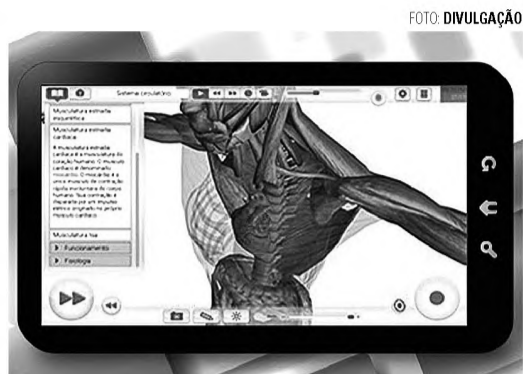 FOTO: DIVULGAÇÃO
Sistema circulatório
Musculatura estriada
esquelética
Musculatura estriada
cardíaca
A musculatura estriada
cardíaca é a musculatura do
coração humano. O músculo
cardíaco é denominado
miocárdio. O miocárdio é o
único músculo de contração
rápida involuntária do corpo
humano. Sua contração é
disparada por um impulso
elétrico originado no próprio
músculo cardíaco.
Musculatura lisa
Funcionamento
Fisiologia